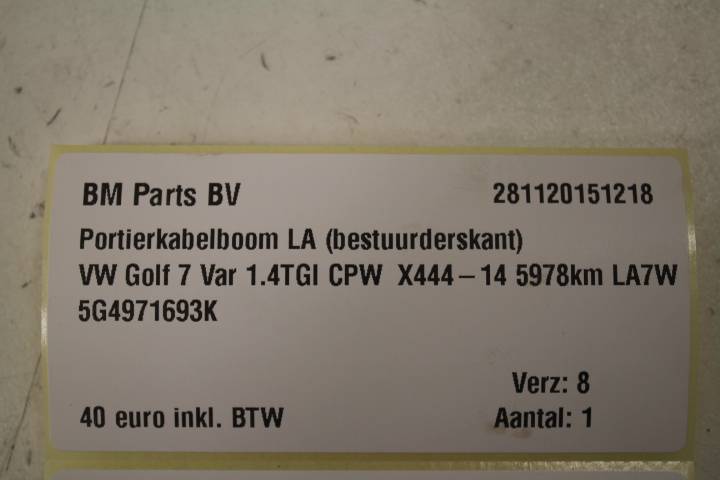 BM Parts BV 281120151218
Portierkabelboom LA (bestuurderskant)
VW Golf 7 Var 1.4TGI CPW X444-14 5978km LA7W
5G4971693K
Verz: 8
40 euro inkl. BTW Aantal: 1